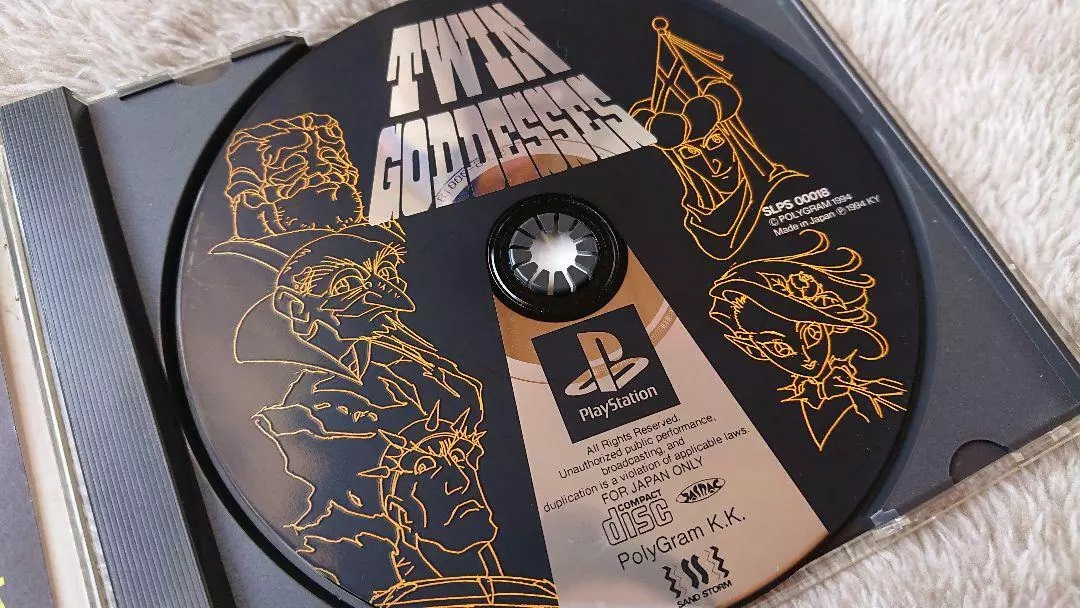 TWIN
GODDESSES
SLPS 00018
© POLYGRAM 1994
Made in Japan ℗ 1994 KY
PlayStation
All Rights Reserved.
Unauthorized public performance,
broadcasting, and
duplication is a violation of applicable laws.
FOR JAPAN ONLY
COMPACT
disc
JASRAC
PolyGram K.K.
SAND STORM